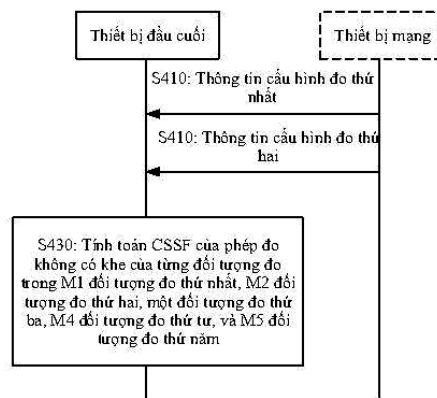 Thiết bị đầu cuối
Thiết bị mạng
S410: Thông tin cấu hình đo thứ
nhất
S410: Thông tin cấu hình đo thứ
hai
S430: Tính toán CSSF của phép đo
không có khe của từng đối tượng đo
trong M1 đối tượng đo thứ nhất, M2 đối
tượng đo thứ hai, một đối tượng đo thứ
ba, M4 đối tượng đo thứ tư, và M5 đối
tượng đo thứ năm